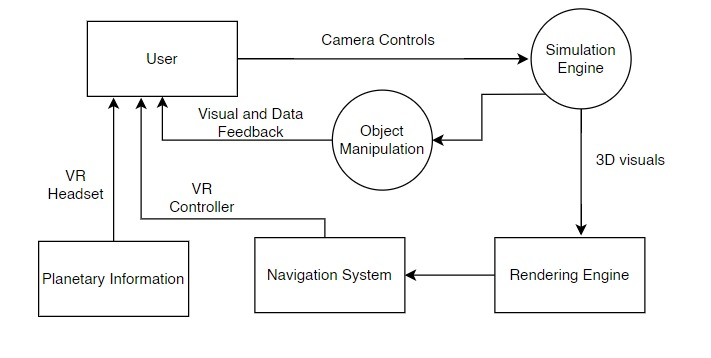 User
Camera Controls
Simulation
Engine
Visual and Data
Feedback
Object
Manipulation
3D visuals
VR
Headset
VR
Controller
Planetary Information
Navigation System
Rendering Engine